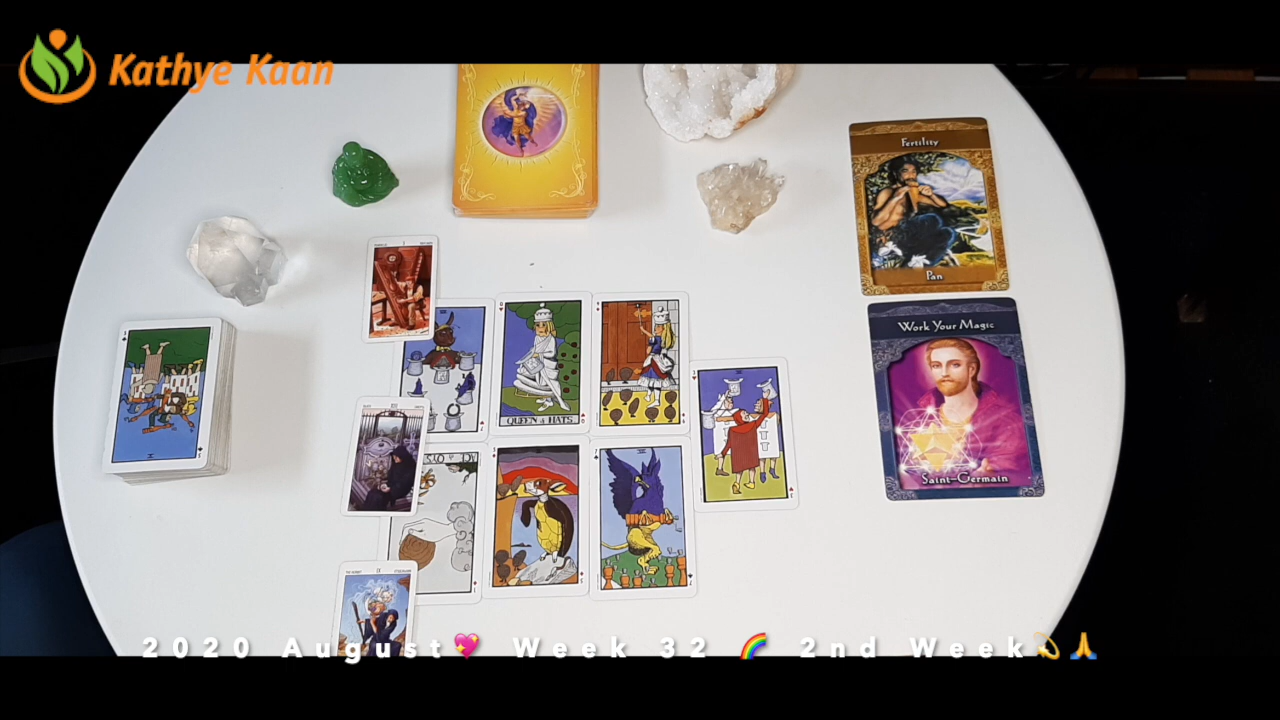 Kathye Kaan
Fertility
Pan
Work Your Magic
Saint-Germain
QUEEN of HATS
2020 August💖 Week 32 🌈 2nd Week💫🙏